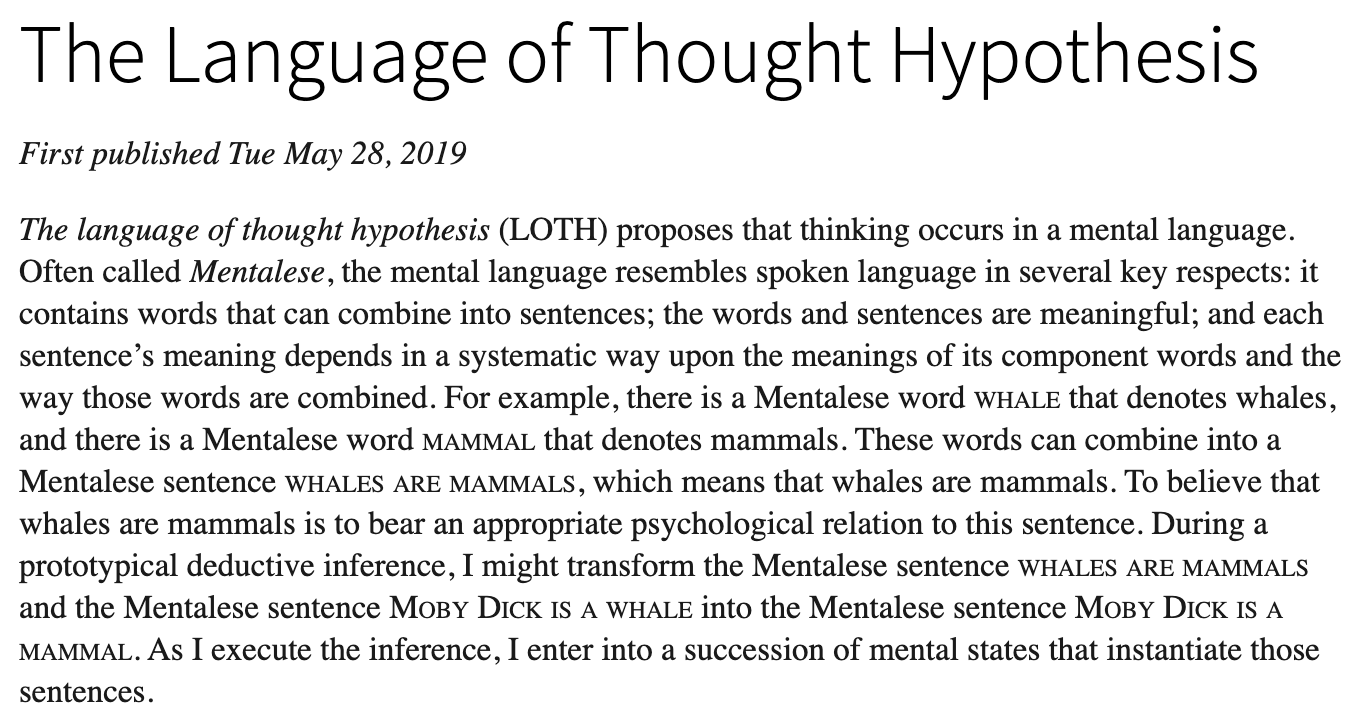 The Language of Thought Hypothesis
First published Tue May 28, 2019
The language of thought hypothesis (LOTH) proposes that thinking occurs in a mental language.
Often called Mentalese, the mental language resembles spoken language in several key respects: it
contains words that can combine into sentences; the words and sentences are meaningful; and each
sentence’s meaning depends in a systematic way upon the meanings of its component words and the
way those words are combined. For example, there is a Mentalese word WHALE that denotes whales,
and there is a Mentalese word MAMMAL that denotes mammals. These words can combine into a
Mentalese sentence WHALES ARE MAMMALS, which means that whales are mammals. To believe that
whales are mammals is to bear an appropriate psychological relation to this sentence. During a
prototypical deductive inference, I might transform the Mentalese sentence WHALES ARE MAMMALS
and the Mentalese sentence MOBY DICK IS A WHALE into the Mentalese sentence MOBY DICK IS A
MAMMAL. As I execute the inference, I enter into a succession of mental states that instantiate those
sentences.